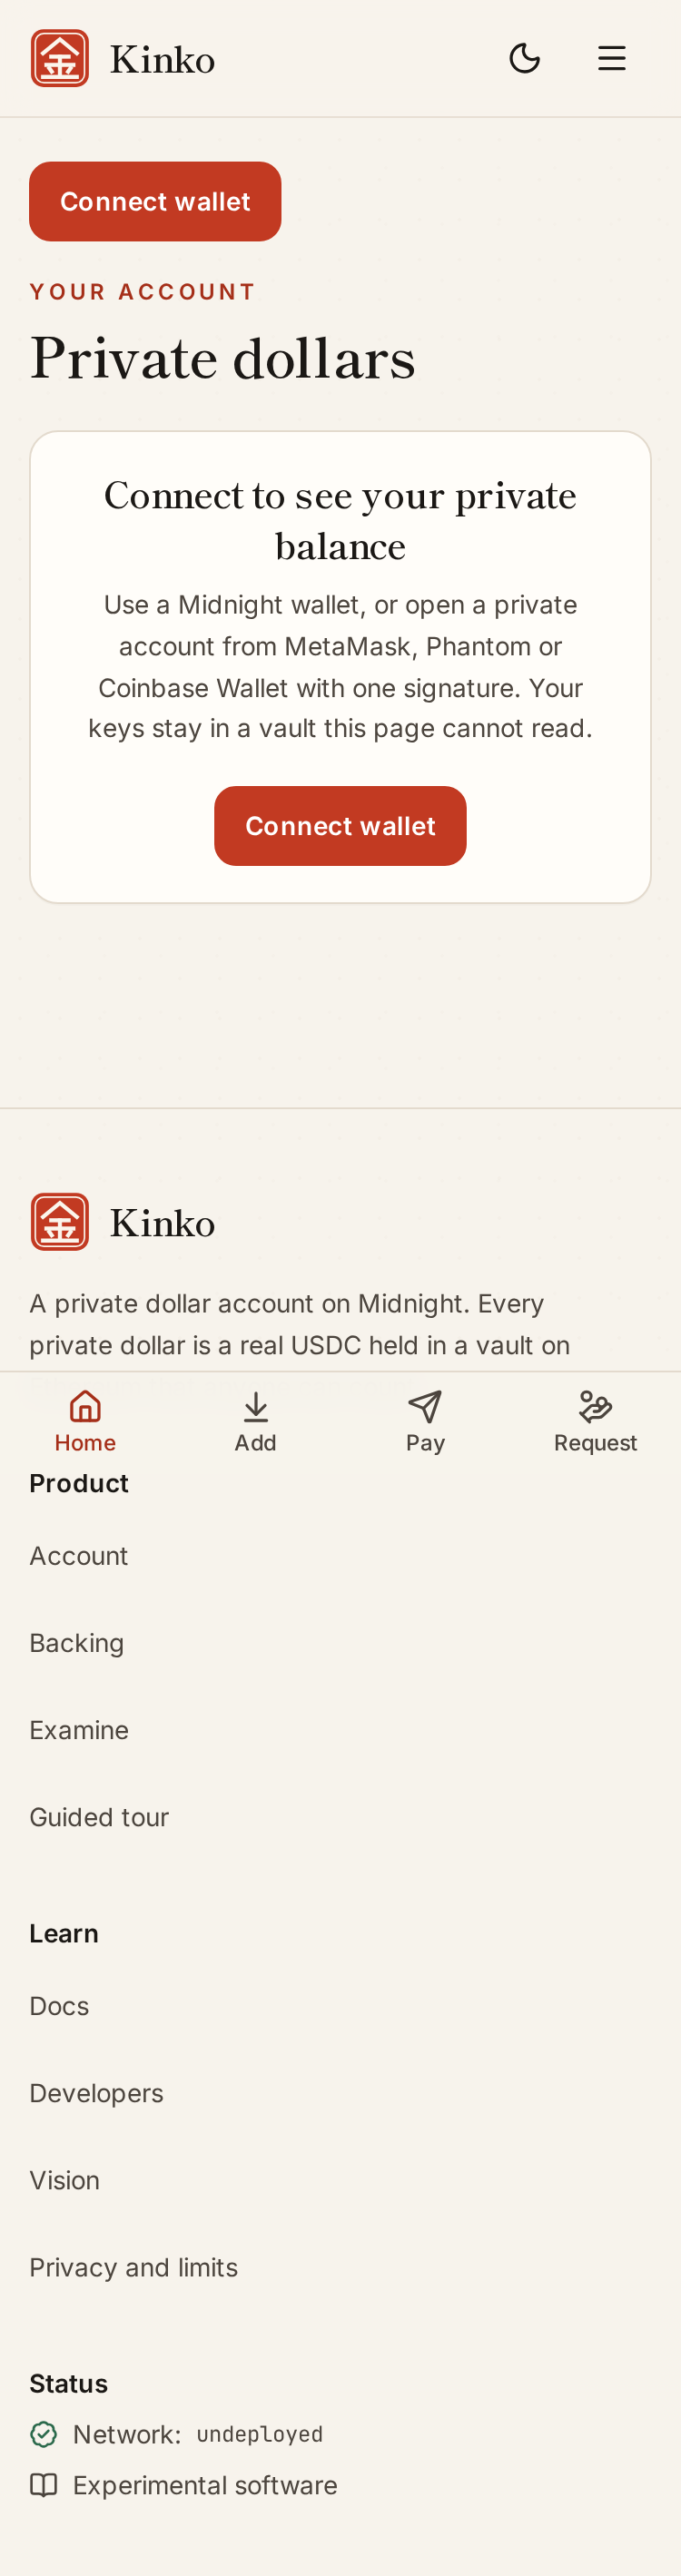 金 Kinko
Connect wallet
YOUR ACCOUNT
Private dollars
Connect to see your private
balance
Use a Midnight wallet, or open a private
account from MetaMask, Phantom or
Coinbase Wallet with one signature. Your
keys stay in a vault this page cannot read.
Connect wallet
金 Kinko
A private dollar account on Midnight. Every
private dollar is a real USDC held in a vault on
Home
Add
Pay
Request
Product
Account
Backing
Examine
Guided tour
Learn
Docs
Developers
Vision
Privacy and limits
Status
Network: undeployed
Experimental software